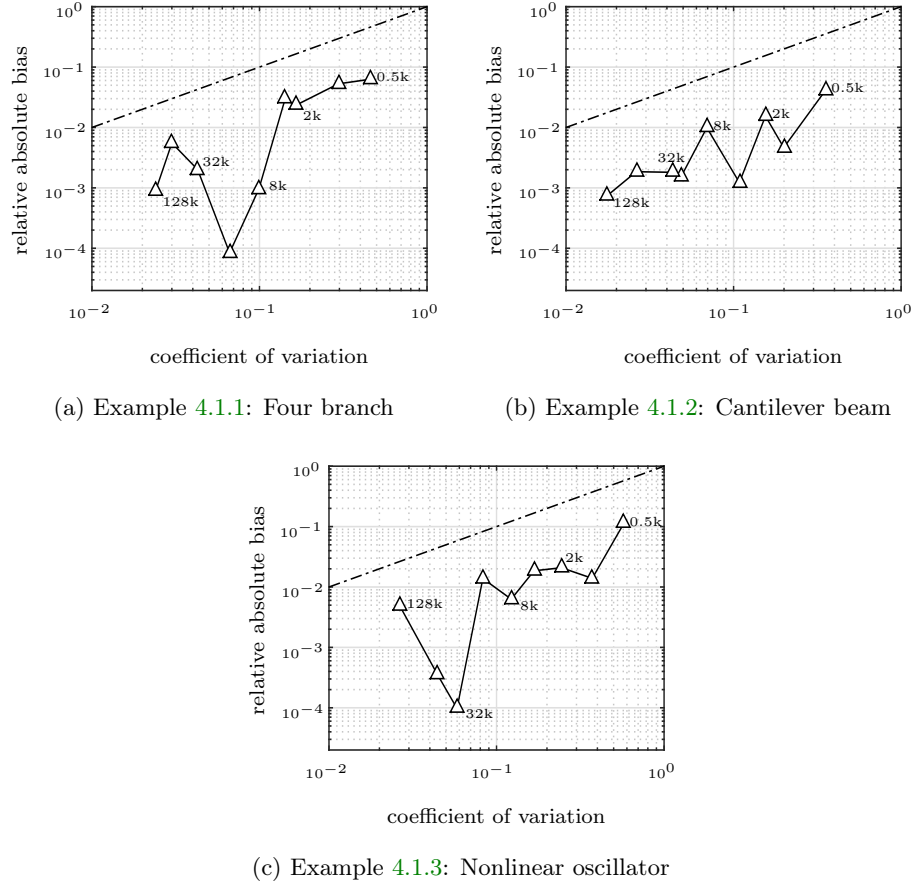 10^0
10^-1
10^-2
10^-3
10^-4
relative absolute bias
0.5k
2k
8k
32k
128k
10^-2 10^-1 10^0
coefficient of variation
(a) Example 4.1.1: Four branch
10^0
10^-1
10^-2
10^-3
10^-4
relative absolute bias
0.5k
2k
8k
32k
128k
10^-2 10^-1 10^0
coefficient of variation
(b) Example 4.1.2: Cantilever beam
10^0
10^-1
10^-2
10^-3
10^-4
relative absolute bias
0.5k
2k
128k
8k
32k
10^-2 10^-1 10^0
coefficient of variation
(c) Example 4.1.3: Nonlinear oscillator